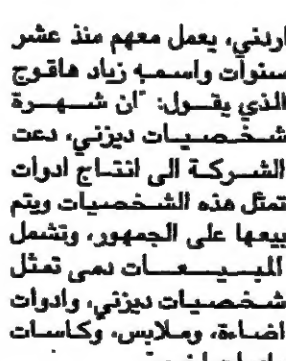 اردني، يعمل معهم منذ عشر
سنوات واسمه زياد هاقوج
الذي يقول: "ان شهرة
شخصيات ديزني، دعت
الشركة الى انتاج ادوات
تمثل هذه الشخصيات ويتم
بيعها على الجمهور، وتشمل
المبيعات دمى تمثل
شخصيات ديزني، وادوات
اضاءة، وملابس، وكاسات